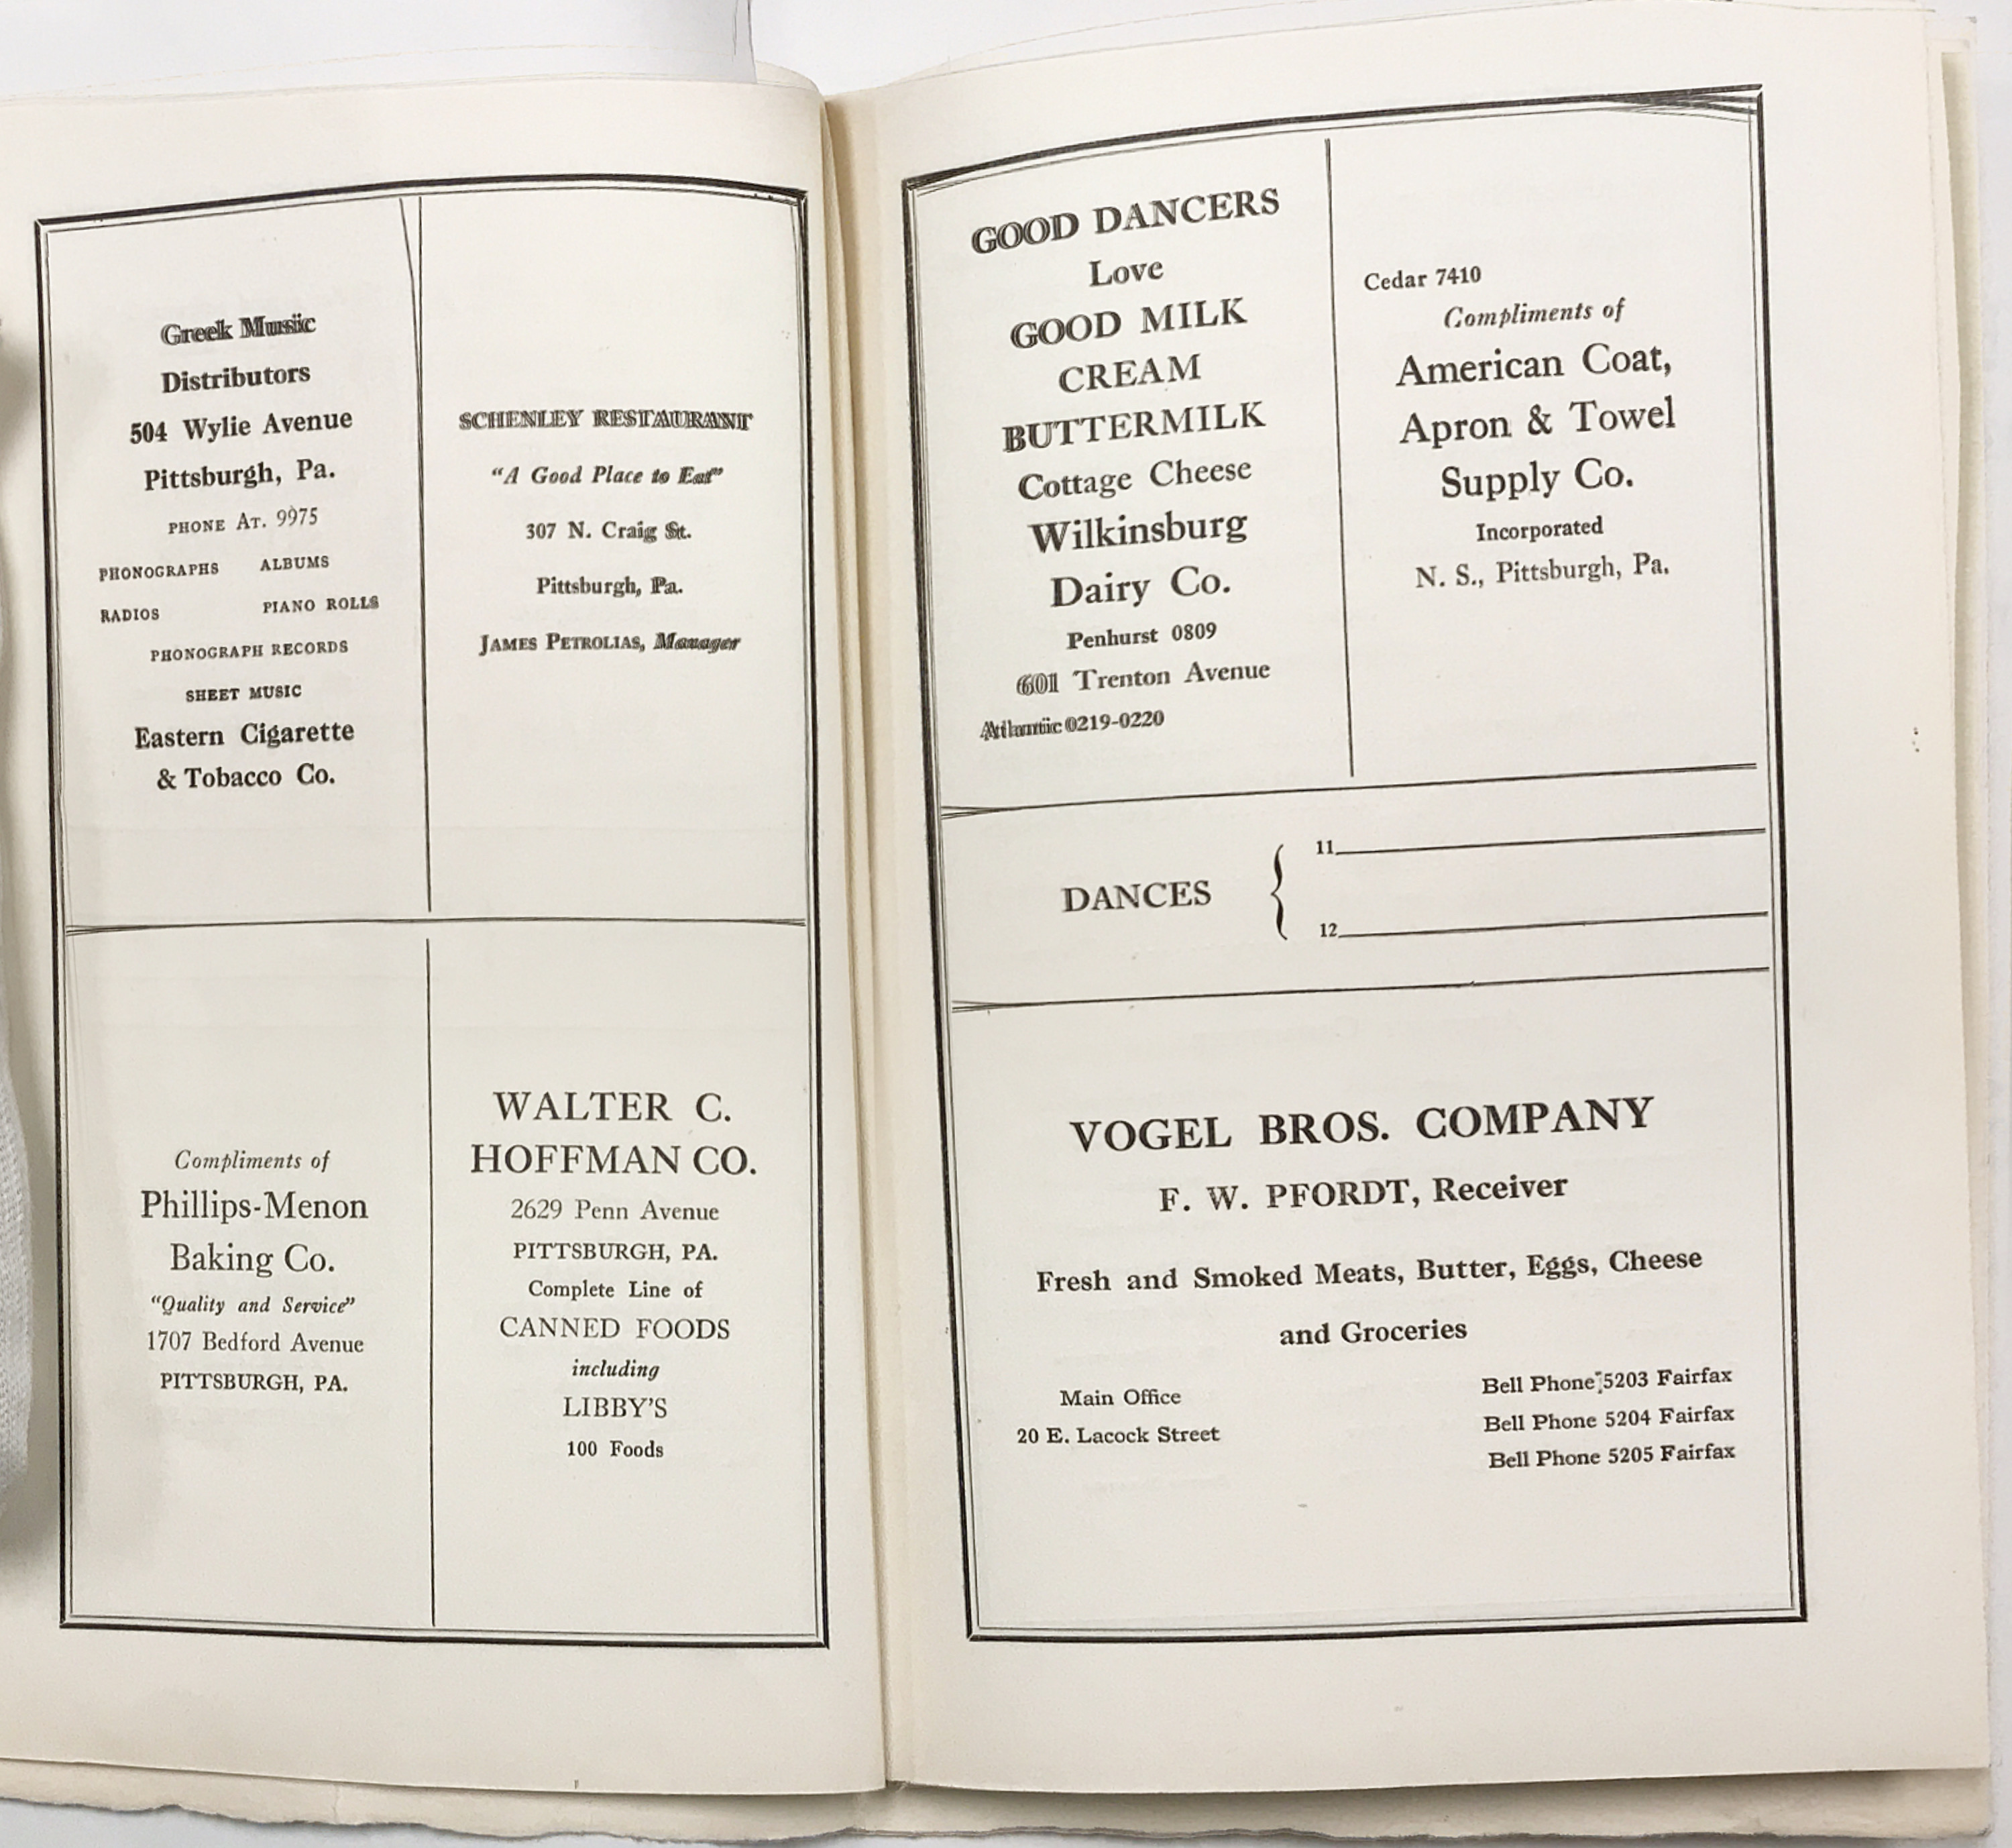 Greek Music
Distributors
504 Wylie Avenue
Pittsburgh, Pa.
PHONE AT. 9975
PHONOGRAPHS ALBUMS
RADIOS PIANO ROLLS
PHONOGRAPH RECORDS
SHEET MUSIC
Eastern Cigarette
& Tobacco Co.
SCHENLEY RESTAURANT
“A Good Place to Eat”
307 N. Craig St.
Pittsburgh, Pa.
JAMES PETROLIAS, Manager
Compliments of
Phillips-Menon
Baking Co.
“Quality and Service”
1707 Bedford Avenue
PITTSBURGH, PA.
WALTER C.
HOFFMAN CO.
2629 Penn Avenue
PITTSBURGH, PA.
Complete Line of
CANNED FOODS
including
LIBBY'S
100 Foods
GOOD DANCERS
Love
GOOD MILK
CREAM
BUTTERMILK
Cottage Cheese
Wilkinsburg
Dairy Co.
Penhurst 0809
601 Trenton Avenue
Atlantic 0219-0220
Cedar 7410
Compliments of
American Coat,
Apron & Towel
Supply Co.
Incorporated
N. S., Pittsburgh, Pa.
DANCES
11
12
VOGEL BROS. COMPANY
F. W. PFORDT, Receiver
Fresh and Smoked Meats, Butter, Eggs, Cheese
and Groceries
Main Office
20 E. Lacock Street
Bell Phone 5203 Fairfax
Bell Phone 5204 Fairfax
Bell Phone 5205 Fairfax